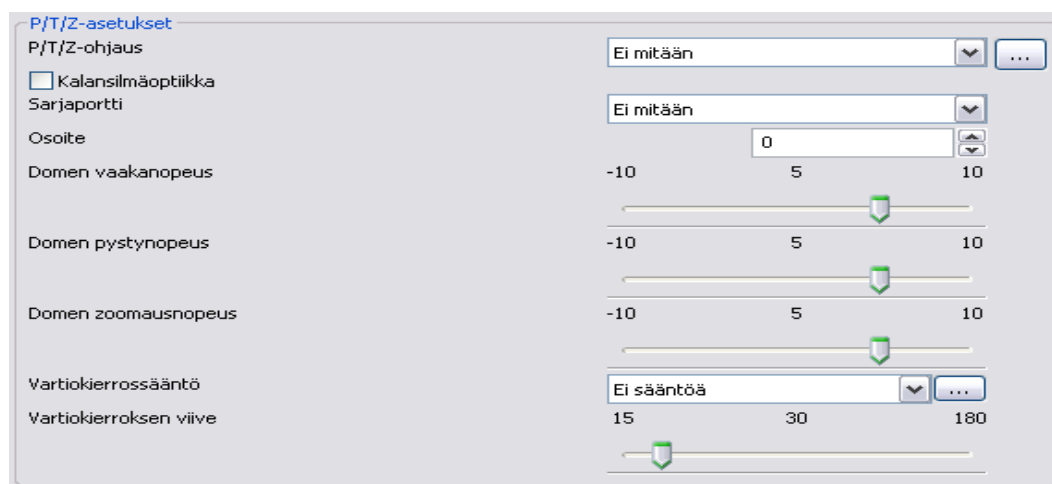 P/T/Z-asetukset
P/T/Z-ohjaus Ei mitään ...
Kalansilmäoptiikka
Sarjaportti Ei mitään
Osoite 0
Domen vaakanopeus -10 5 10
Domen pystynopeus -10 5 10
Domen zoomausnopeus -10 5 10
Vartiokierrossääntö Ei sääntöä ...
Vartiokierroksen viive 15 30 180